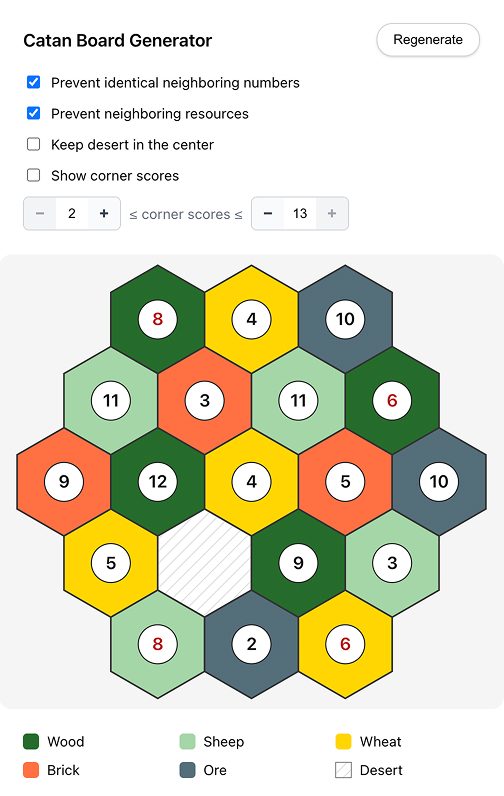 Catan Board Generator Regenerate
Prevent identical neighboring numbers
Prevent neighboring resources
Keep desert in the center
Show corner scores
− 2 + ≤ corner scores ≤ − 13 +
8 4 10
11 3 11 6
9 12 4 5 10
5 9 3
8 2 6
Wood Sheep Wheat
Brick Ore Desert